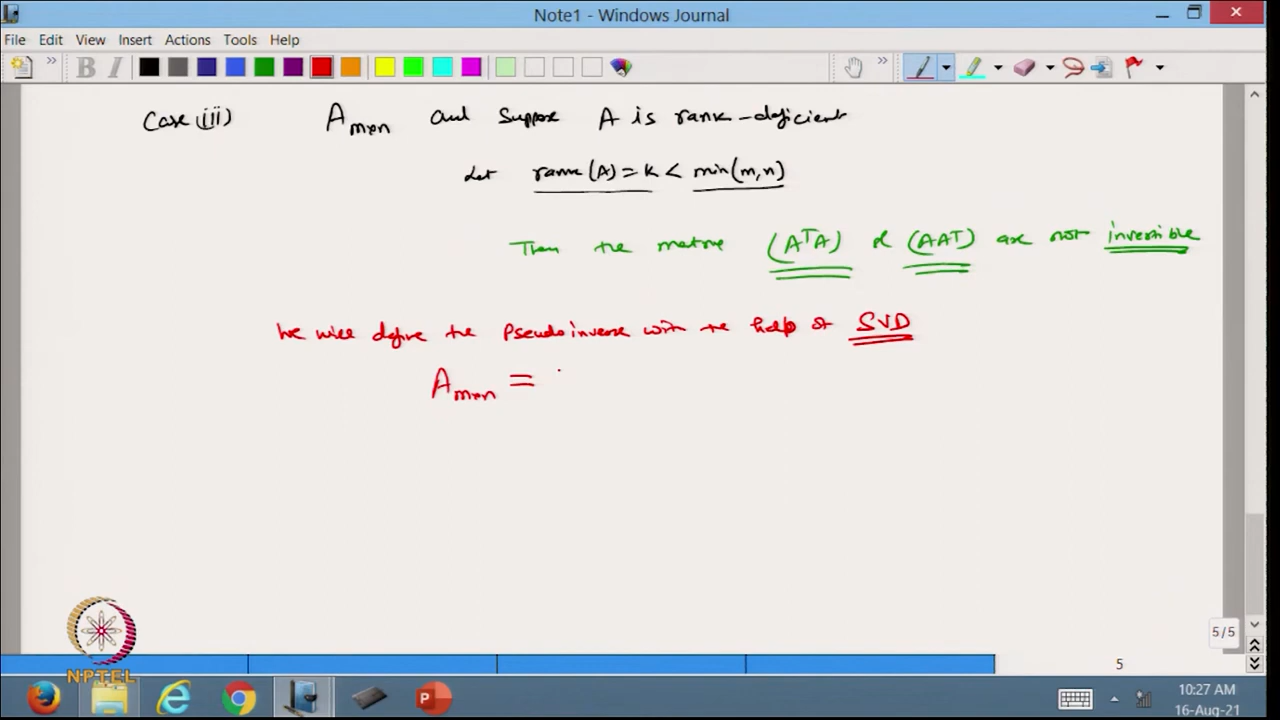 Note1 - Windows Journal
File Edit View Insert Actions Tools Help
Case (iii) Amxn and suppose A is rank-deficient
Let rank(A) = k < min(m,n)
Then the matrix (AᵀA) & (AAᵀ) are not invertible
We will define the Pseudoinverse with the help of SVD
Amxn =
5/5
5
NPTEL
10:27 AM
16-Aug-21